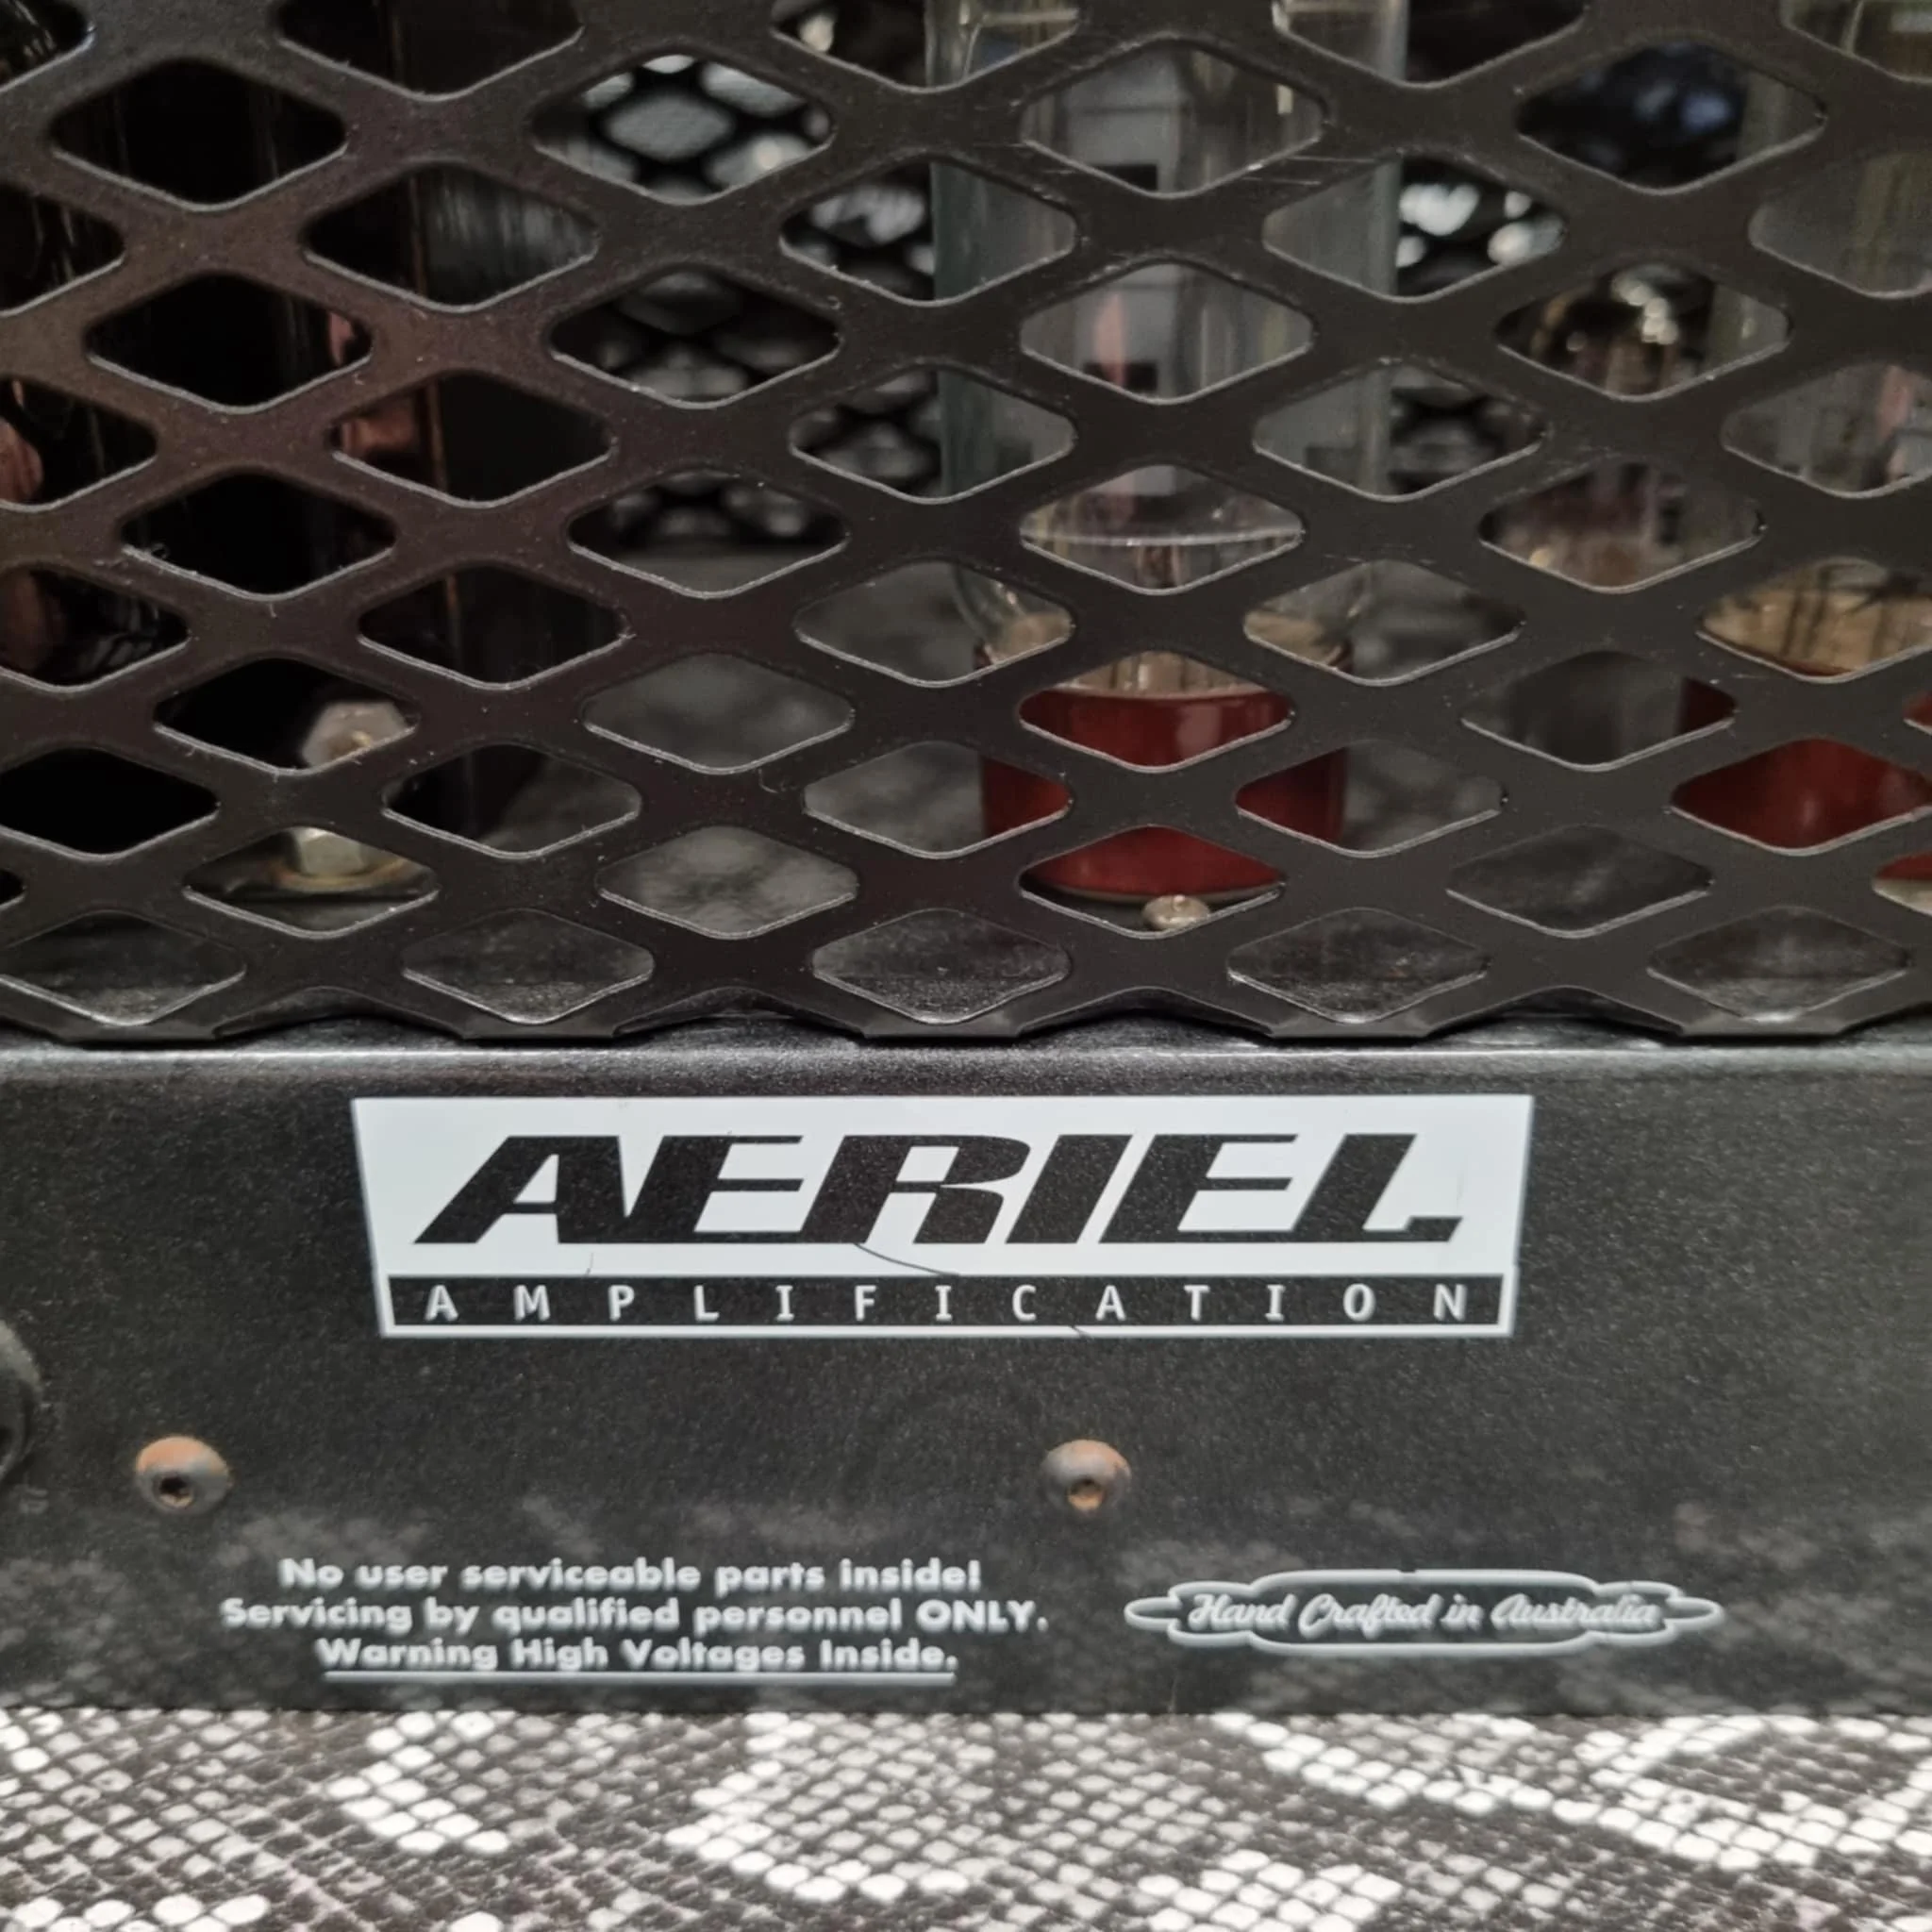 AERIEL
AMPLIFICATION
No user serviceable parts inside!
Servicing by qualified personnel ONLY.
Warning High Voltages Inside.
Hand Crafted in Australia